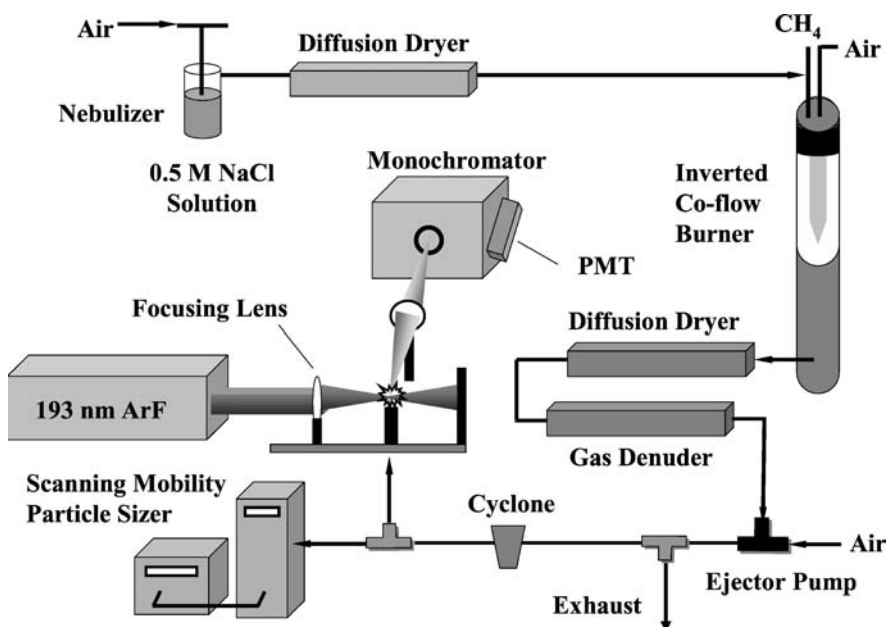 Air
Diffusion Dryer
CH4
Air
Nebulizer
0.5 M NaCl
Solution
Monochromator
Inverted
Co-flow
Burner
PMT
Focusing Lens
Diffusion Dryer
193 nm ArF
Gas Denuder
Scanning Mobility
Particle Sizer
Cyclone
Air
Ejector Pump
Exhaust